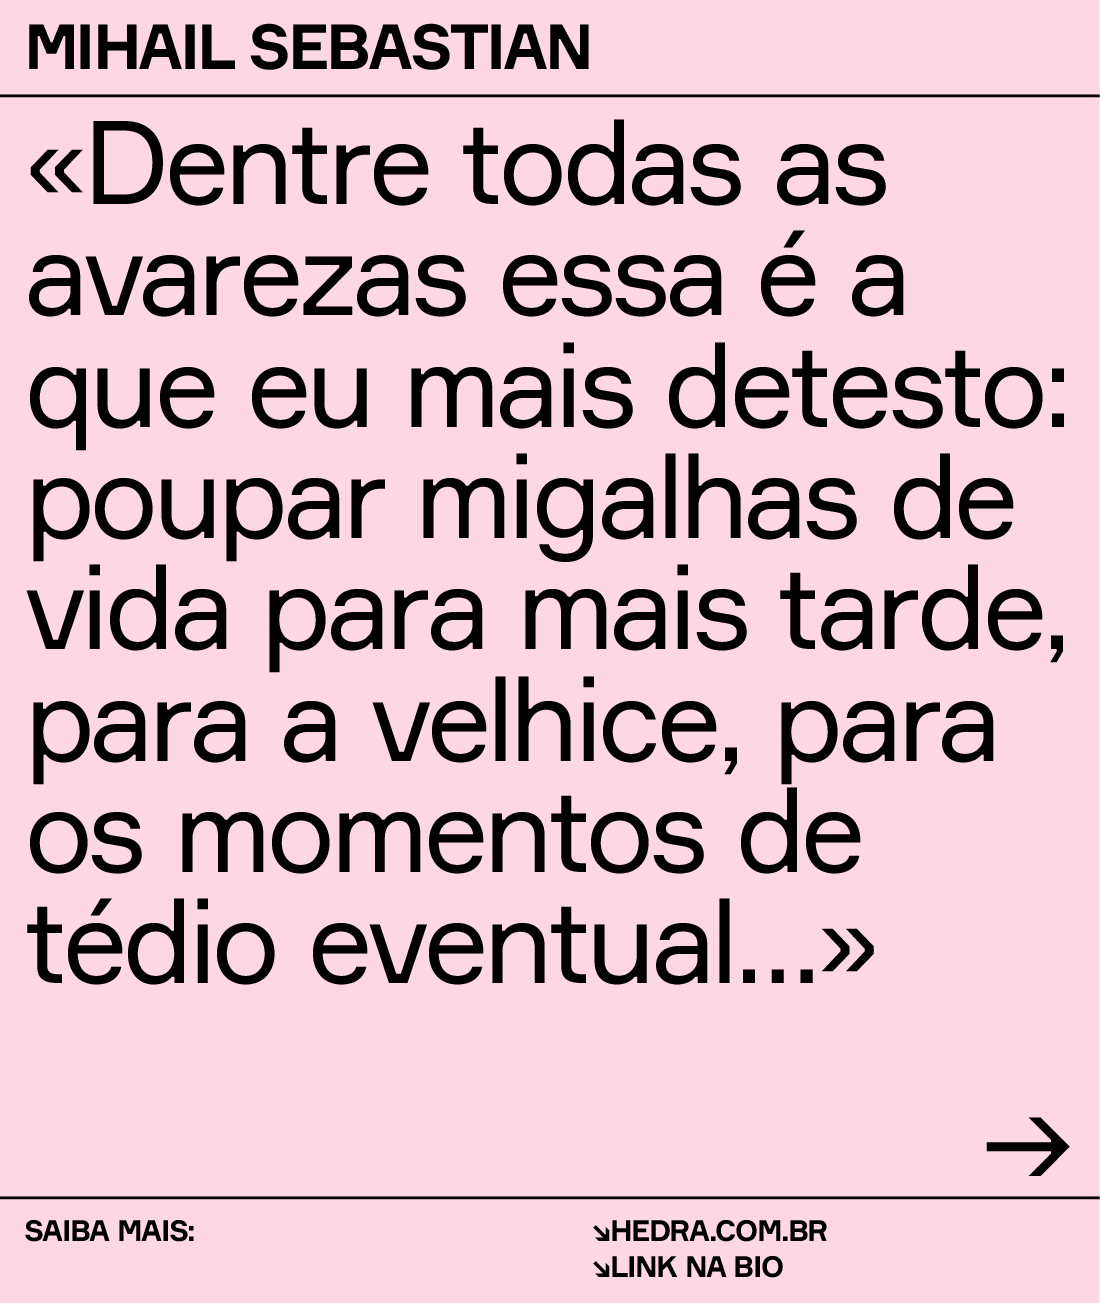 MIHAIL SEBASTIAN
«Dentre todas as
avarezas essa é a
que eu mais detesto:
poupar migalhas de
vida para mais tarde,
para a velhice, para
os momentos de
tédio eventual...»
→
SAIBA MAIS:
↘HEDRA.COM.BR
↘LINK NA BIO